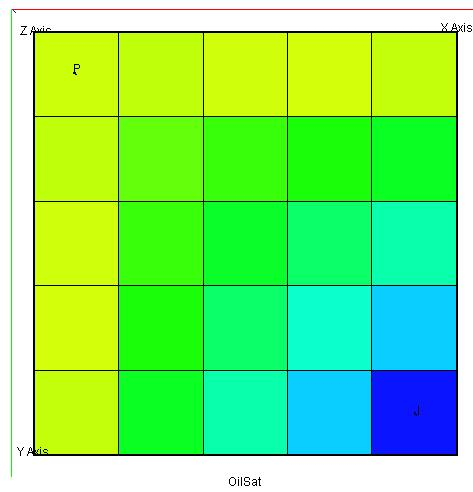 Z Axis
X Axis
P
J
Y Axis
OilSat